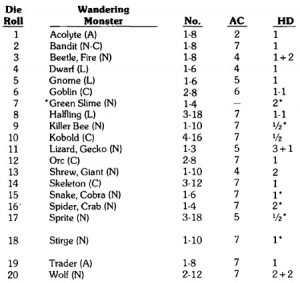 Die Roll Wandering Monster No. AC HD
1 Acolyte (A) 1-8 2 1
2 Bandit (N-C) 1-8 7 1
3 Beetle, Fire (N) 1-8 4 1+2
4 Dwarf (L) 1-6 4 1
5 Gnome (L) 1-6 5 1
6 Goblin (C) 2-8 6 1-1
7 *Green Slime (N) 1-4 — 2*
8 Halfling (L) 3-18 7 1-1
9 Killer Bee (N) 1-10 7 ½*
10 Kobold (C) 4-16 7 ½
11 Lizard, Gecko (N) 1-3 5 3+1
12 Orc (C) 2-8 7 1
13 Shrew, Giant (N) 1-10 4 2
14 Skeleton (C) 3-12 7 1
15 Snake, Cobra (N) 1-6 7 1*
16 Spider, Crab (N) 1-4 7 2*
17 Sprite (N) 3-18 5 ½*
18 Stirge (N) 1-10 7 1*
19 Trader (A) 1-8 7 1
20 Wolf (N) 2-12 7 2+2